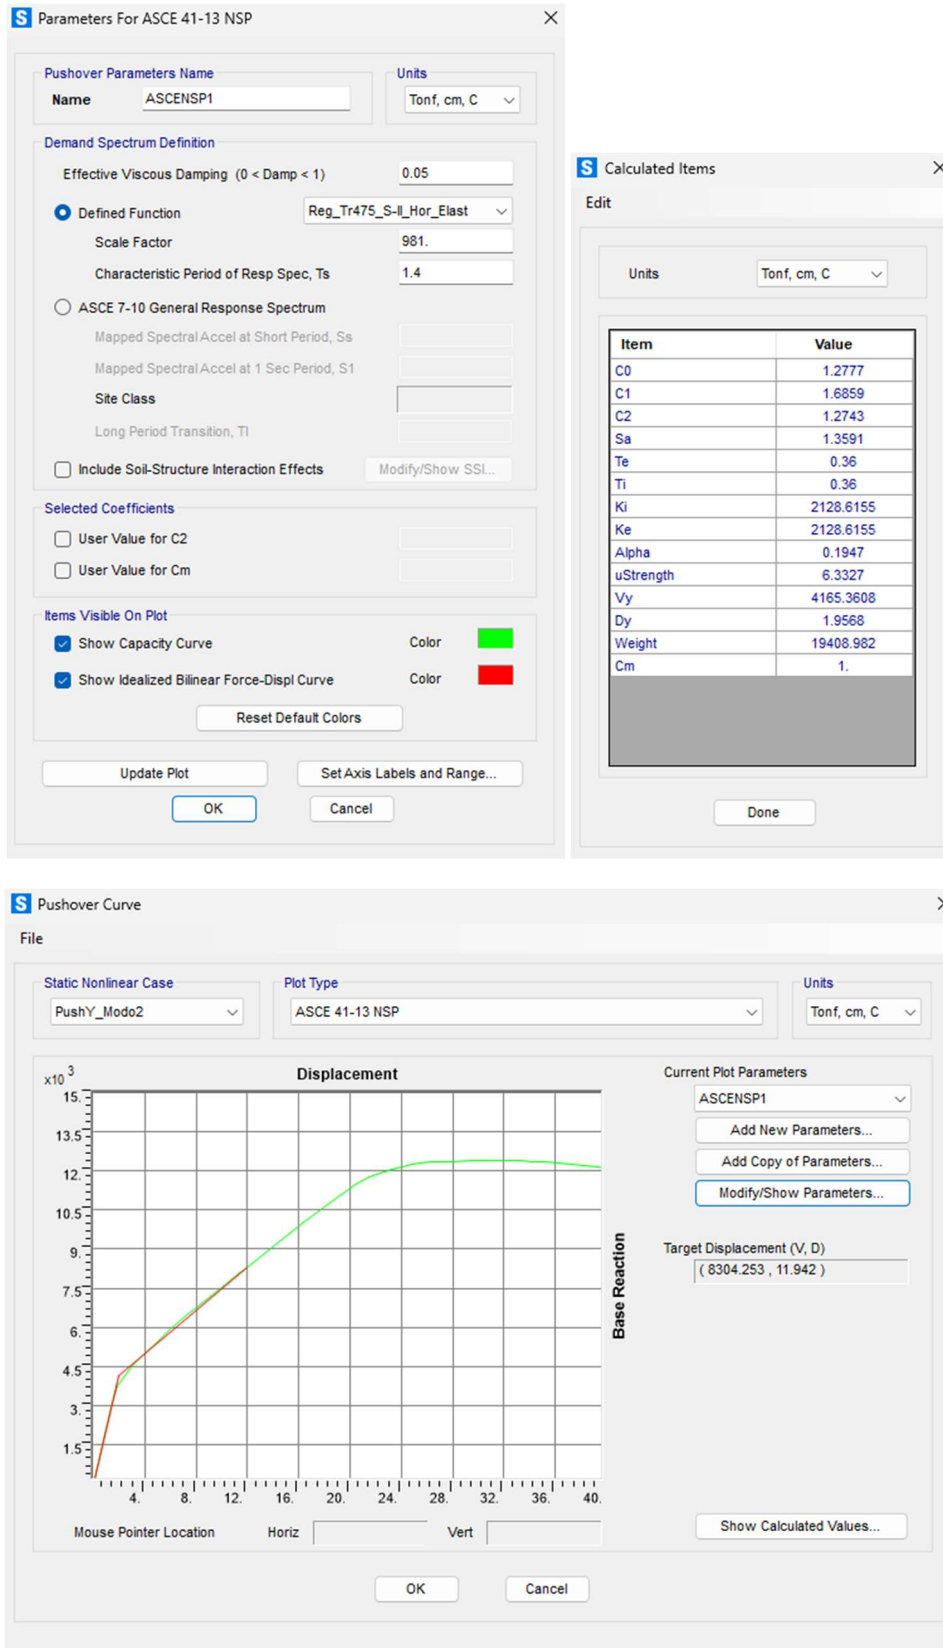 S Parameters For ASCE 41-13 NSP
Pushover Parameters Name
Name ASCENSP1
Units
Tonf, cm, C
Demand Spectrum Definition
Effective Viscous Damping (0 < Damp < 1) 0.05
Defined Function Reg_Tr475_S-II_Hor_Elast
Scale Factor 981.
Characteristic Period of Resp Spec, Ts 1.4
ASCE 7-10 General Response Spectrum
Mapped Spectral Accel at Short Period, Ss
Mapped Spectral Accel at 1 Sec Period, S1
Site Class
Long Period Transition, Tl
Include Soil-Structure Interaction Effects Modify/Show SSI...
Selected Coefficients
User Value for C2
User Value for Cm
Items Visible On Plot
Show Capacity Curve Color
Show Idealized Bilinear Force-Displ Curve Color
Reset Default Colors
Update Plot Set Axis Labels and Range...
OK Cancel
S Calculated Items
Edit
Units Tonf, cm, C
Item Value
C0 1.2777
C1 1.6859
C2 1.2743
Sa 1.3591
Te 0.36
Ti 0.36
Ki 2128.6155
Ke 2128.6155
Alpha 0.1947
uStrength 6.3327
Vy 4165.3608
Dy 1.9568
Weight 19408.982
Cm 1.
Done
S Pushover Curve
File
Static Nonlinear Case
PushY_Modo2
Plot Type
ASCE 41-13 NSP
Units
Tonf, cm, C
x10 3
Displacement
15.
13.5
12.
10.5
9.
7.5
6.
4.5
3.
1.5
4. 8. 12. 16. 20. 24. 28. 32. 36. 40.
Base Reaction
Mouse Pointer Location Horiz Vert
Current Plot Parameters
ASCENSP1
Add New Parameters...
Add Copy of Parameters...
Modify/Show Parameters...
Target Displacement (V, D)
( 8304.253 , 11.942 )
Show Calculated Values...
OK Cancel